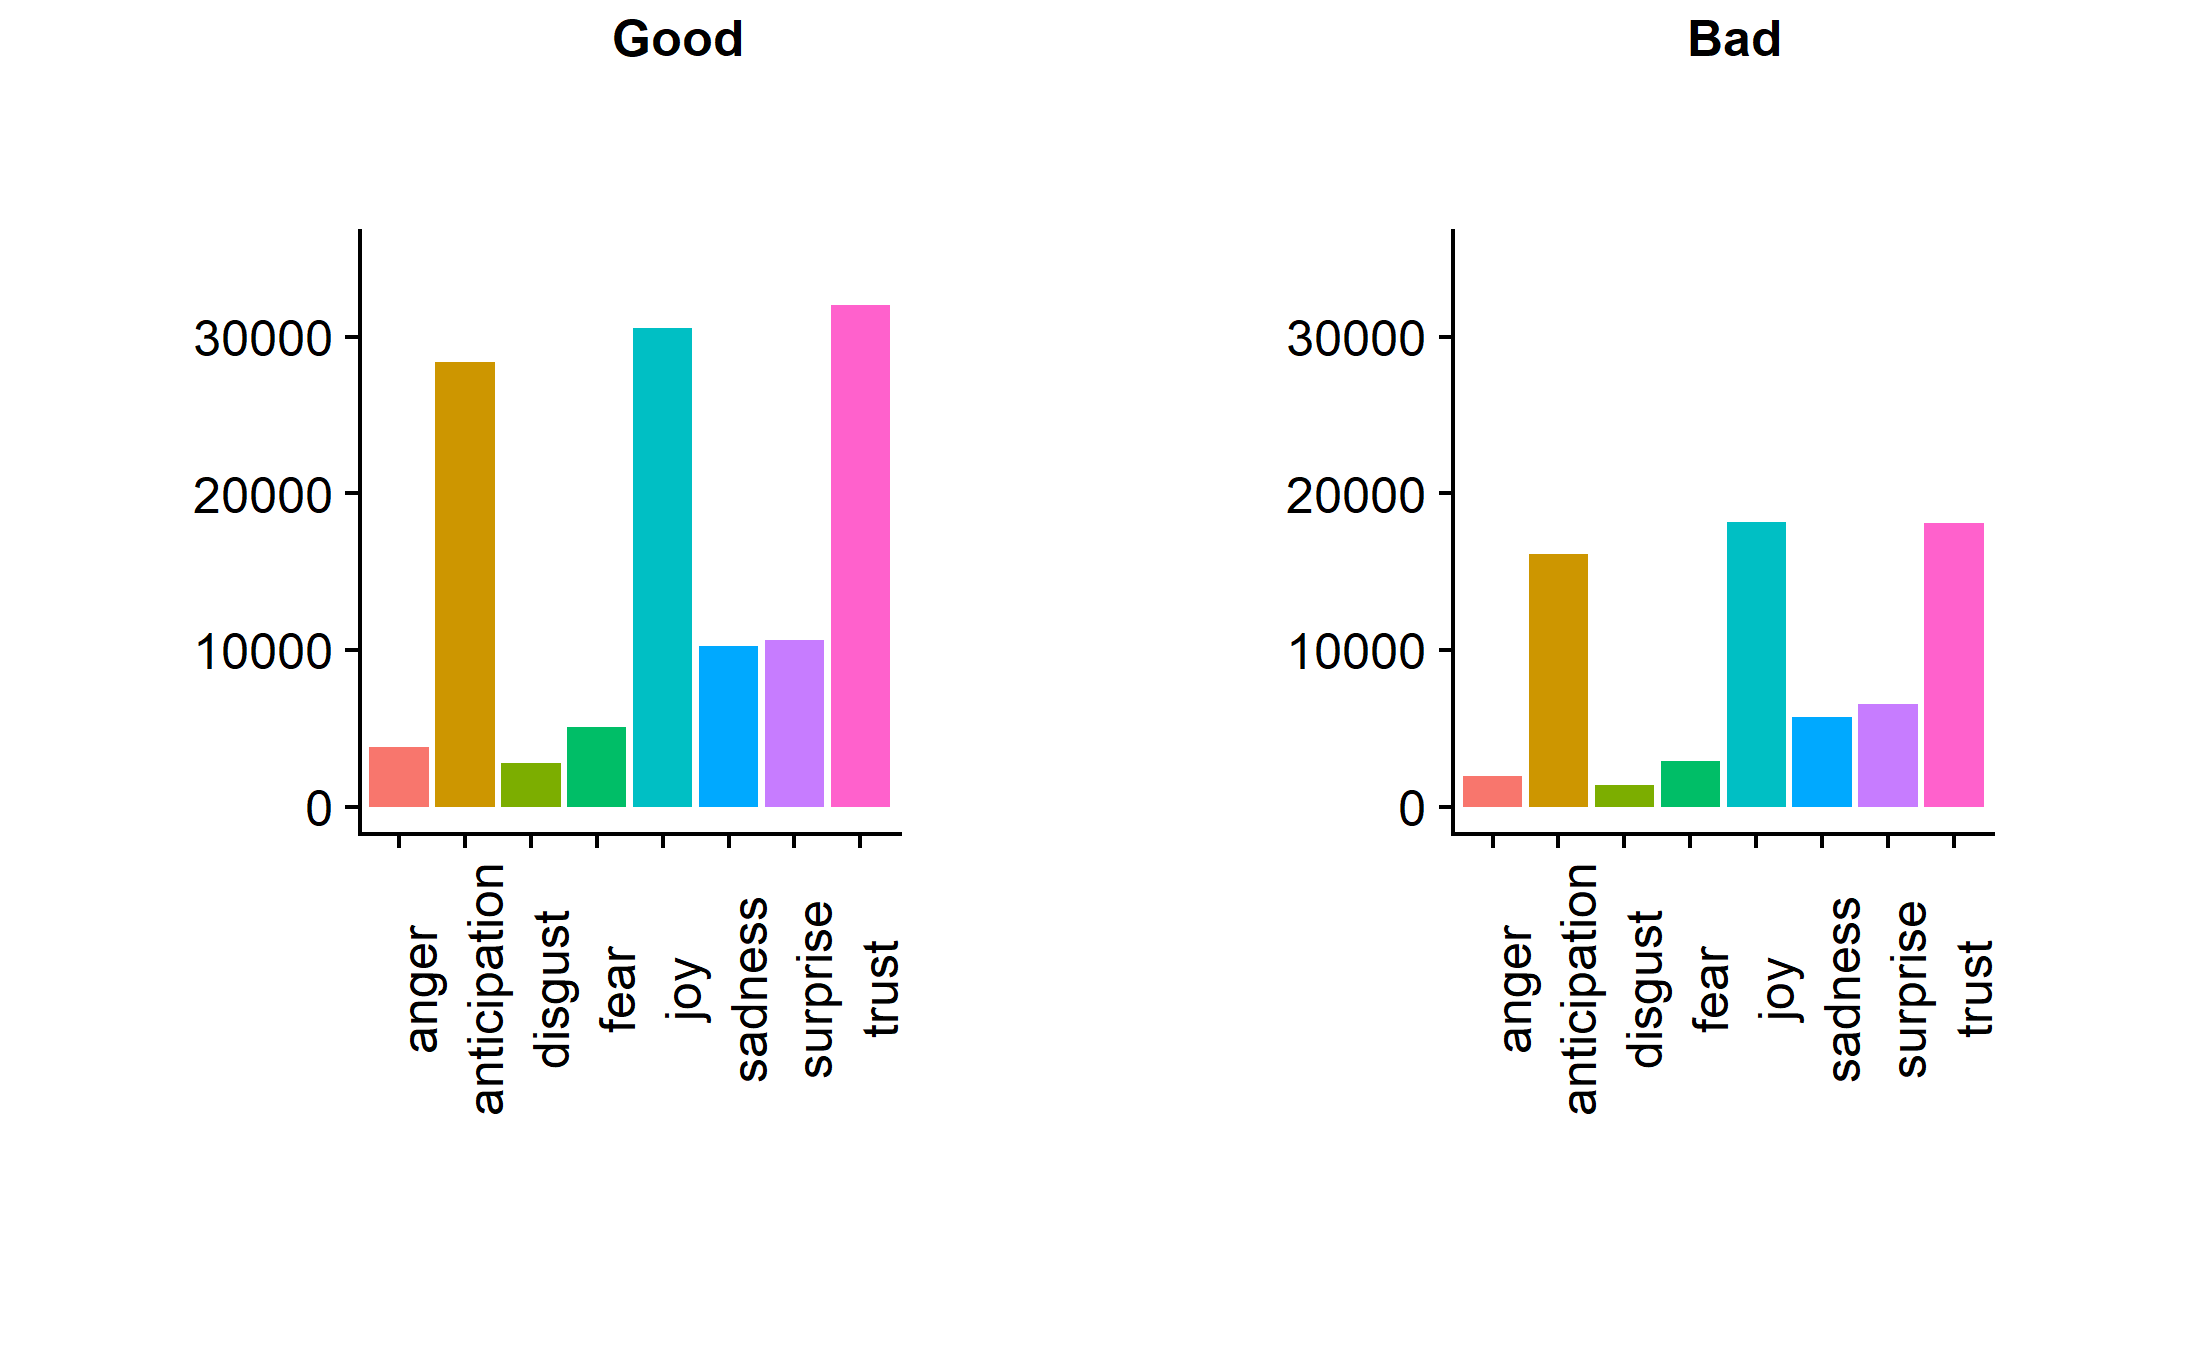 Good
30000
20000
10000
0
anger
anticipation
disgust
fear
joy
sadness
surprise
trust
Bad
30000
20000
10000
0
anger
anticipation
disgust
fear
joy
sadness
surprise
trust